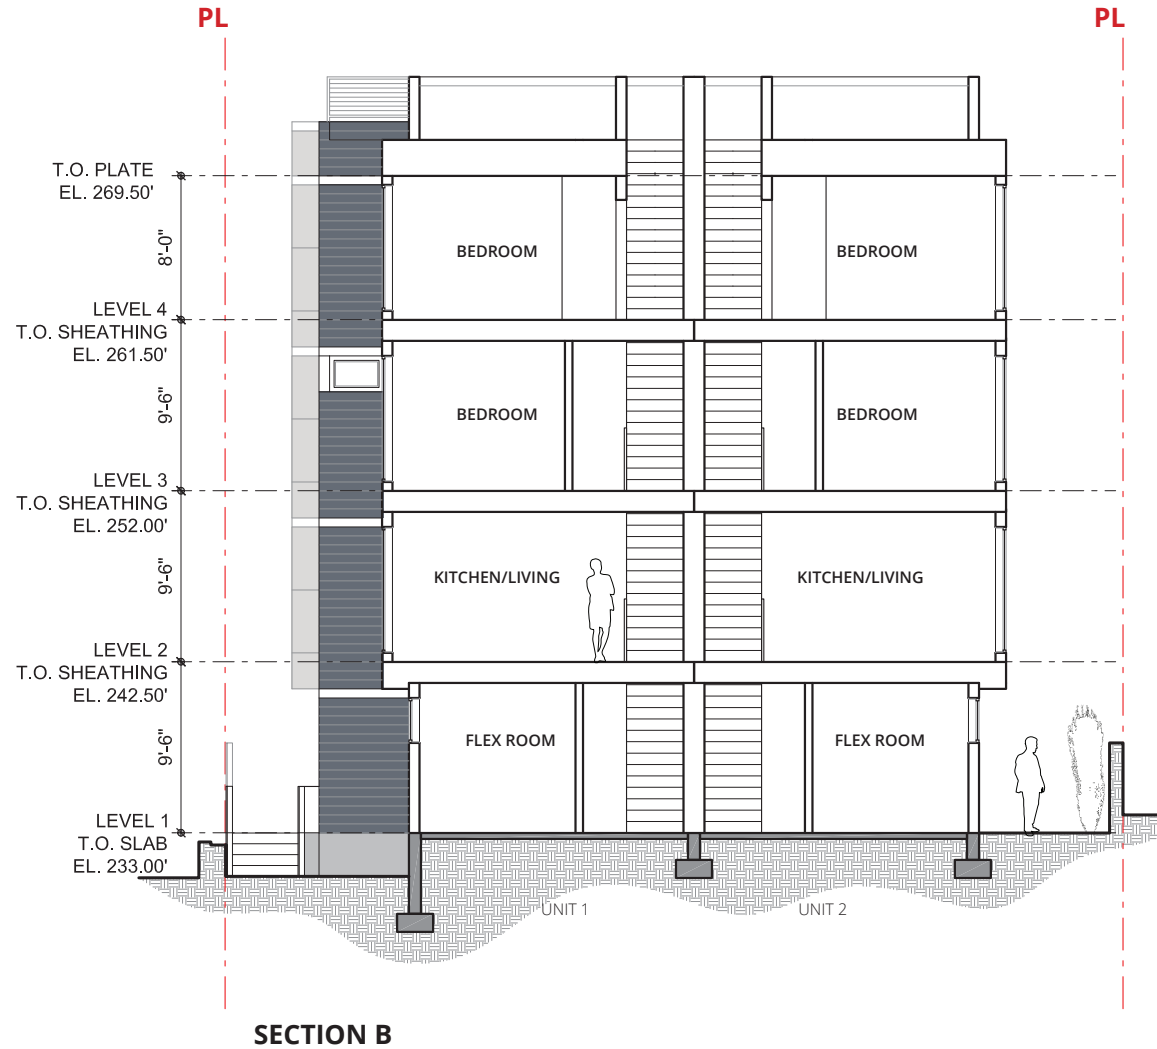 PL
PL
T.O. PLATE
EL. 269.50'
8'-0"
BEDROOM
BEDROOM
LEVEL 4
T.O. SHEATHING
EL. 261.50'
9'-6"
BEDROOM
BEDROOM
LEVEL 3
T.O. SHEATHING
EL. 252.00'
9'-6"
KITCHEN/LIVING
KITCHEN/LIVING
LEVEL 2
T.O. SHEATHING
EL. 242.50'
9'-6"
FLEX ROOM
FLEX ROOM
LEVEL 1
T.O. SLAB
EL. 233.00'
UNIT 1
UNIT 2
SECTION B